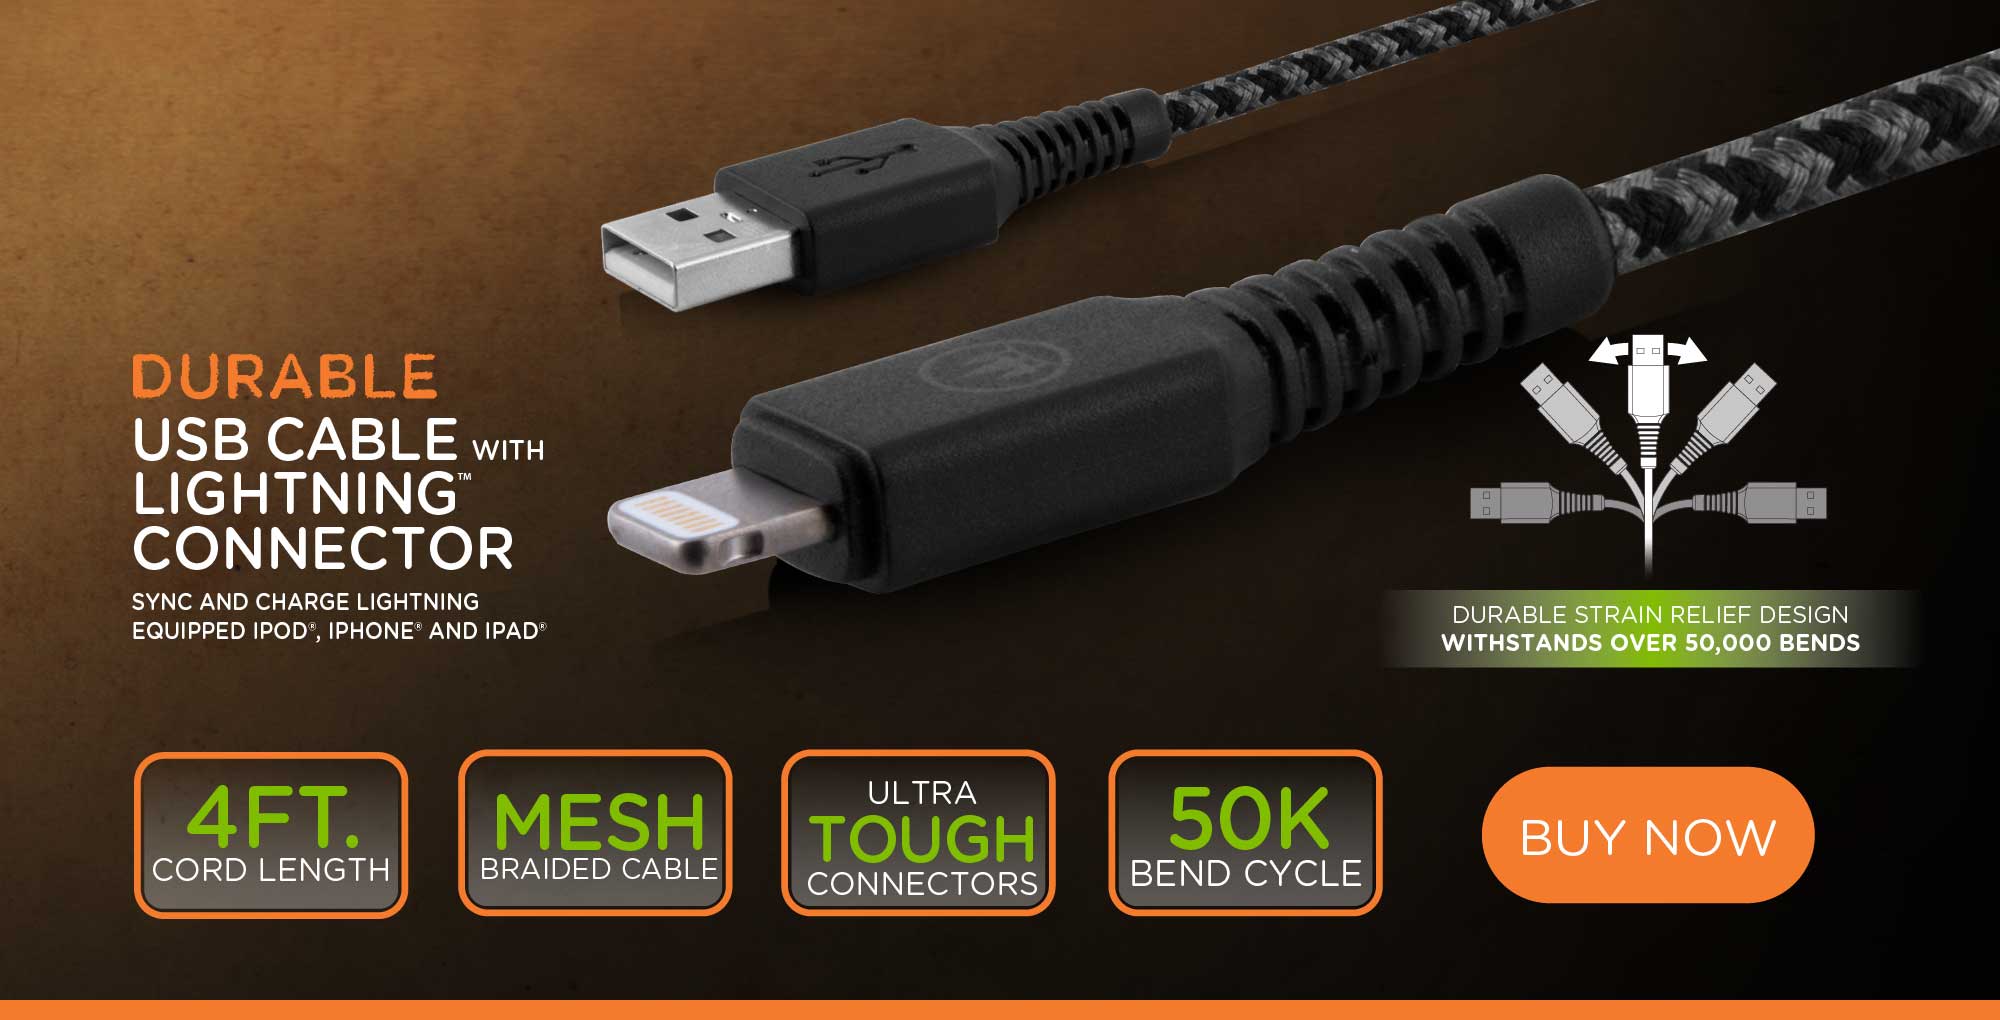 DURABLE
USB CABLE WITH
LIGHTNING™
CONNECTOR
SYNC AND CHARGE LIGHTNING
EQUIPPED IPOD®, IPHONE® AND IPAD®
DURABLE STRAIN RELIEF DESIGN
WITHSTANDS OVER 50,000 BENDS
4FT.
CORD LENGTH
MESH
BRAIDED CABLE
ULTRA
TOUGH
CONNECTORS
50K
BEND CYCLE
BUY NOW